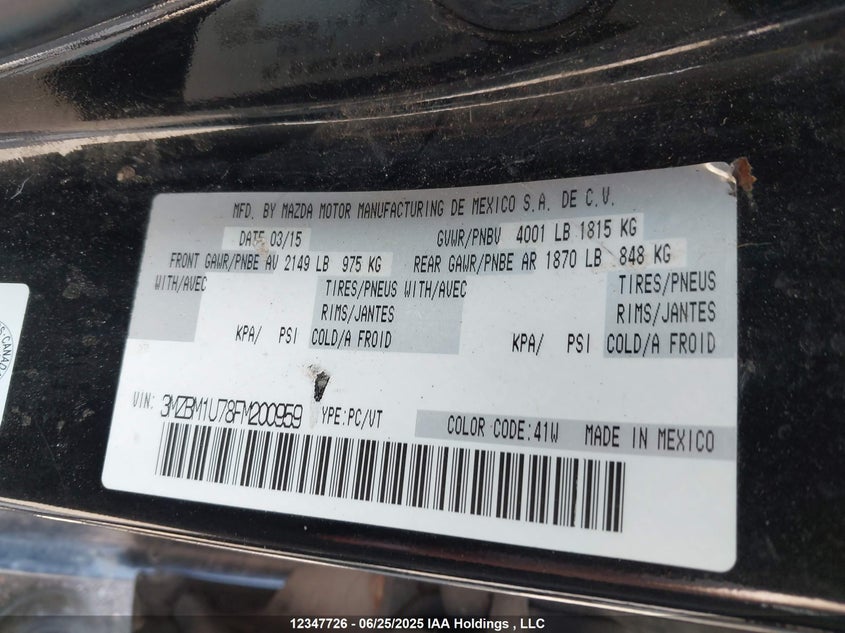 MFD. BY MAZDA MOTOR MANUFACTURING DE MEXICO S.A. DE C.V.
DATE 03/15 GVWR/PNBV 4001 LB 1815 KG
FRONT GAWR/PNBE AV 2149 LB 975 KG REAR GAWR/PNBE AR 1870 LB 848 KG
WITH/AVEC TIRES/PNEUS WITH/AVEC TIRES/PNEUS
RIMS/JANTES RIMS/JANTES
KPA/ PSI COLD/A FROID KPA/ PSI COLD/A FROID
VIN: 3MZBM1U78FM200959 YPE:PC/VT COLOR CODE:41W MADE IN MEXICO
CANADA
12347726 - 06/25/2025 IAA Holdings , LLC